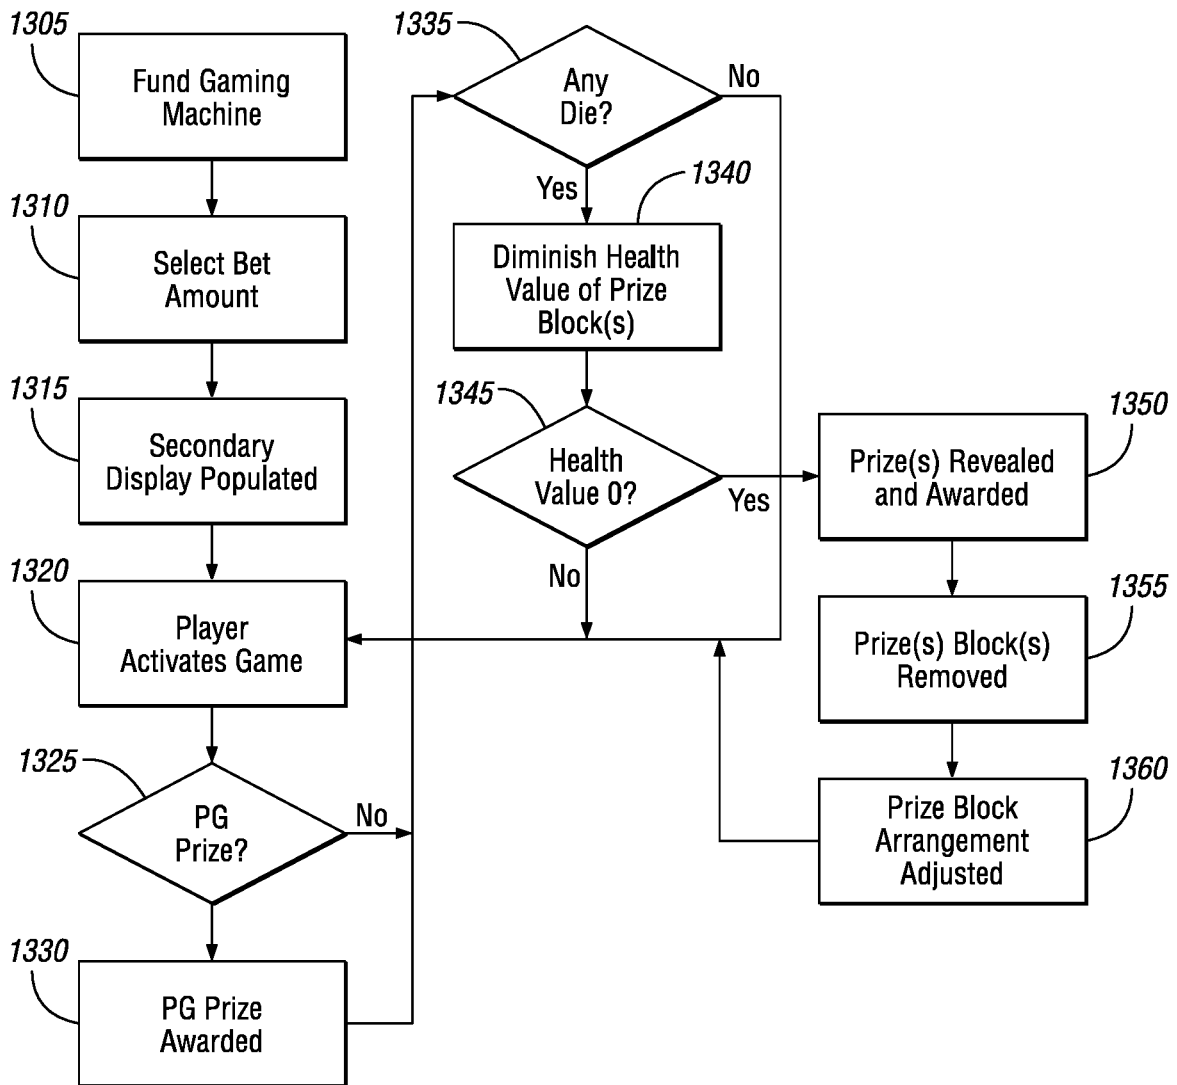 1305
Fund Gaming
Machine
1310
Select Bet
Amount
1315
Secondary
Display Populated
1320
Player
Activates Game
1325
PG
Prize?
No
1330
PG Prize
Awarded
1335
Any
Die?
No
Yes
1340
Diminish Health
Value of Prize
Block(s)
1345
Health
Value 0?
Yes
No
1350
Prize(s) Revealed
and Awarded
1355
Prize(s) Block(s)
Removed
1360
Prize Block
Arrangement
Adjusted